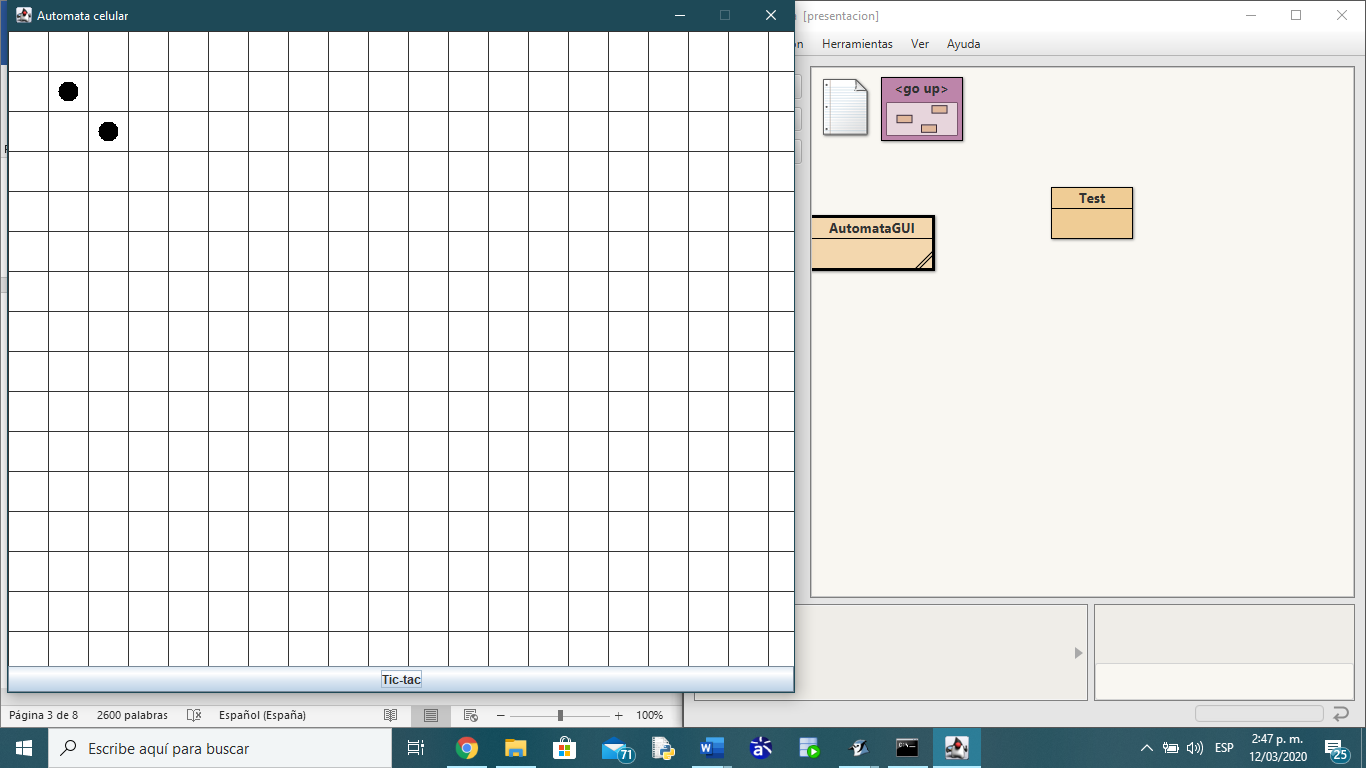 Automata celular
[presentacion]
Herramientas Ver Ayuda
<go up>
Test
AutomataGUI
Tic-tac
Página 3 de 8 2600 palabras Español (España) 100%
Escribe aquí para buscar
71
ESP
2:47 p. m.
12/03/2020
25